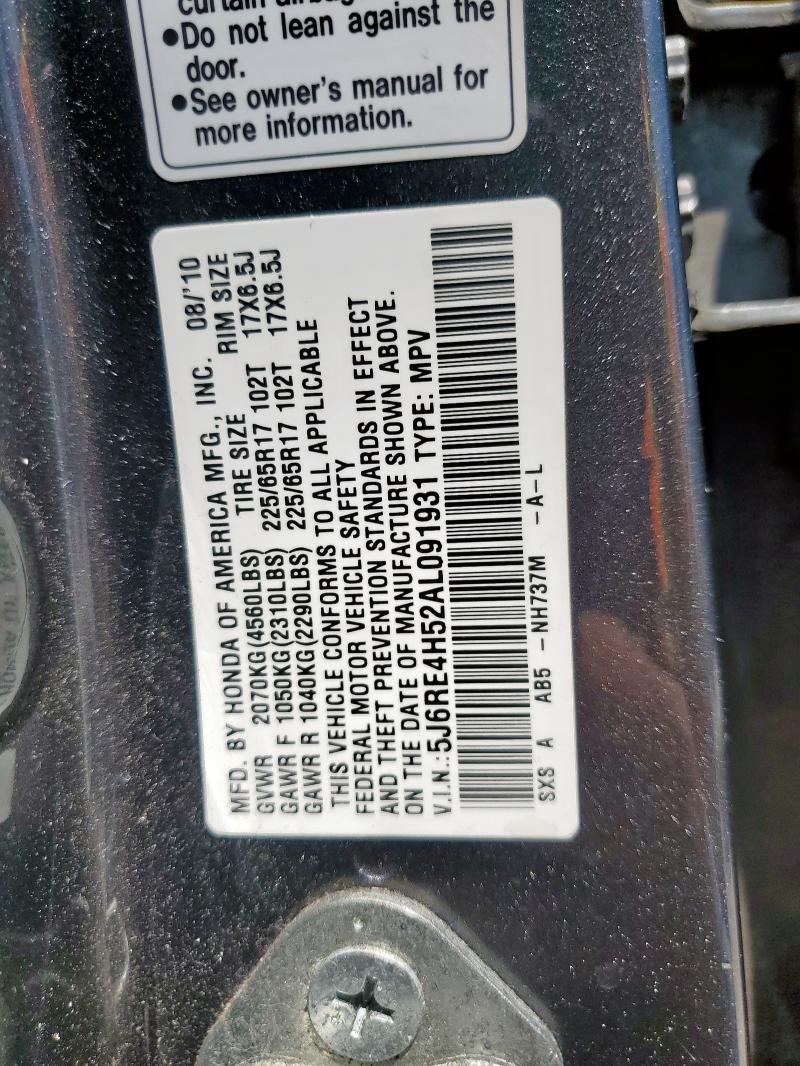 curtain airbag
●Do not lean against the
door.
●See owner's manual for
more information.
MFD. BY HONDA OF AMERICA MFG., INC. 08/'10
GVWR 2070KG(4560LBS) TIRE SIZE RIM SIZE
GAWR F 1050KG(2310LBS) 225/65R17 102T 17X6.5J
GAWR R 1040KG(2290LBS) 225/65R17 102T 17X6.5J
THIS VEHICLE CONFORMS TO ALL APPLICABLE
FEDERAL MOTOR VEHICLE SAFETY
AND THEFT PREVENTION STANDARDS IN EFFECT
ON THE DATE OF MANUFACTURE SHOWN ABOVE.
V.I.N.:5J6RE4H52AL091931 TYPE: MPV
SXS A AB5 -NH737M -A-L